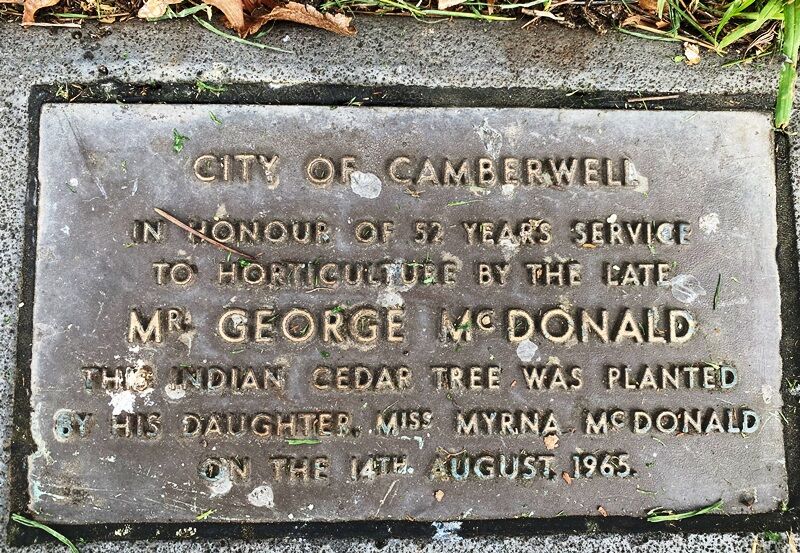 CITY OF CAMBERWELL
IN HONOUR OF 52 YEARS SERVICE
TO HORTICULTURE BY THE LATE
MR. GEORGE McDONALD
THIS INDIAN CEDAR TREE WAS PLANTED
BY HIS DAUGHTER, MISS MYRNA McDONALD
ON THE 14TH. AUGUST, 1965.